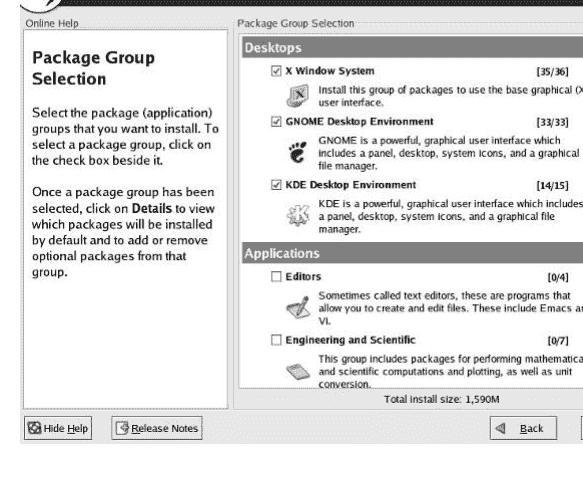 Online Help
Package Group Selection
Package Group
Selection
Select the package (application)
groups that you want to install. To
select a package group, click on
the check box beside it.
Once a package group has been
selected, click on Details to view
which packages will be installed
by default and to add or remove
optional packages from that
group.
Desktops
X Window System [35/36]
Install this group of packages to use the base graphical (X
user interface.
GNOME Desktop Environment [33/33]
GNOME is a powerful, graphical user interface which
includes a panel, desktop, system icons, and a graphical
file manager.
KDE Desktop Environment [14/15]
KDE is a powerful, graphical user interface which includes
a panel, desktop, system icons, and a graphical file
manager.
Applications
Editors [0/4]
Sometimes called text editors, these are programs that
allow you to create and edit files. These include Emacs a
Vi.
Engineering and Scientific [0/7]
This group includes packages for performing mathematica
and scientific computations and plotting, as well as unit
conversion.
Total install size: 1,590M
Hide Help
Release Notes
Back